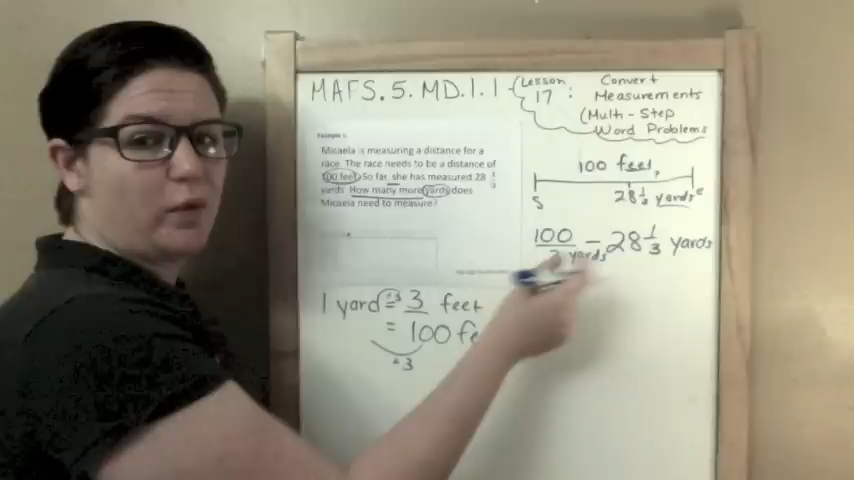 MAFS.5.MD.1.1 - Lesson 17: Convert Measurements (Multi-Step Word Problems
Example 1:
Micaela is measuring a distance for a
race. The race needs to be a distance of
100 feet. So far, she has measured 28 1/3
yards. How many more yards does
Micaela need to measure?
100 feet
S
28 1/3 yards
100/3 yards - 28 1/3 yards
1 yard = 3 feet
= 100
÷3